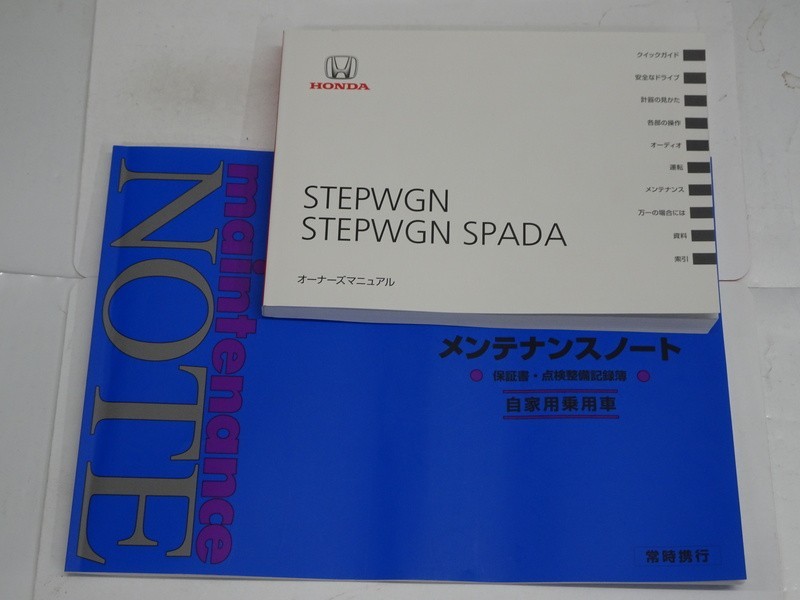 HONDA
クイックガイド
安全なドライブ
計器の見かた
各部の操作
オーディオ
運転
メンテナンス
万一の場合には
資料
索引
STEPWGN
STEPWGN SPADA
オーナーズマニュアル
maintenance
NOTE
メンテナンスノート
保証書・点検整備記録簿
自家用乗用車
常時携行